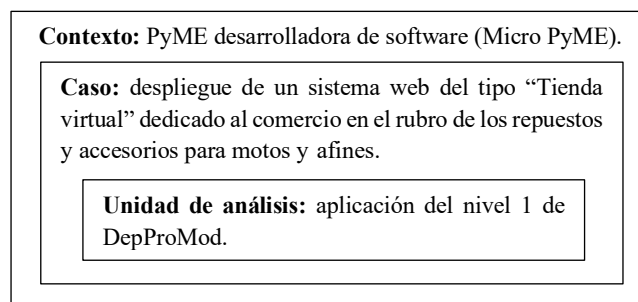 Contexto: PyME desarrolladora de software (Micro PyME).
Caso: despliegue de un sistema web del tipo “Tienda
virtual” dedicado al comercio en el rubro de los repuestos
y accesorios para motos y afines.
Unidad de análisis: aplicación del nivel 1 de
DepProMod.